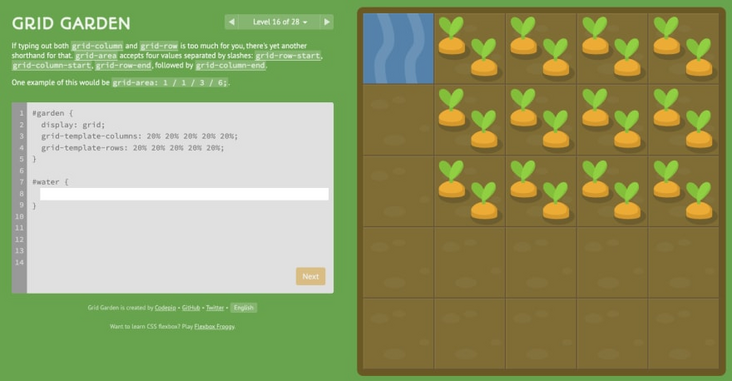 GRID GARDEN
Level 16 of 28
If typing out both grid-column and grid-row is too much for you, there's yet another
shorthand for that. grid-area accepts four values separated by slashes: grid-row-start,
grid-column-start, grid-row-end, followed by grid-column-end.
One example of this would be grid-area: 1 / 1 / 3 / 6;.
1 #garden {
2 display: grid;
3 grid-template-columns: 20% 20% 20% 20% 20%;
4 grid-template-rows: 20% 20% 20% 20% 20%;
5 }
6
7 #water {
8
9 }
10
11
12
13
14
Next
Grid Garden is created by Codepip • GitHub • Twitter • English
Want to learn CSS flexbox? Play Flexbox Froggy.